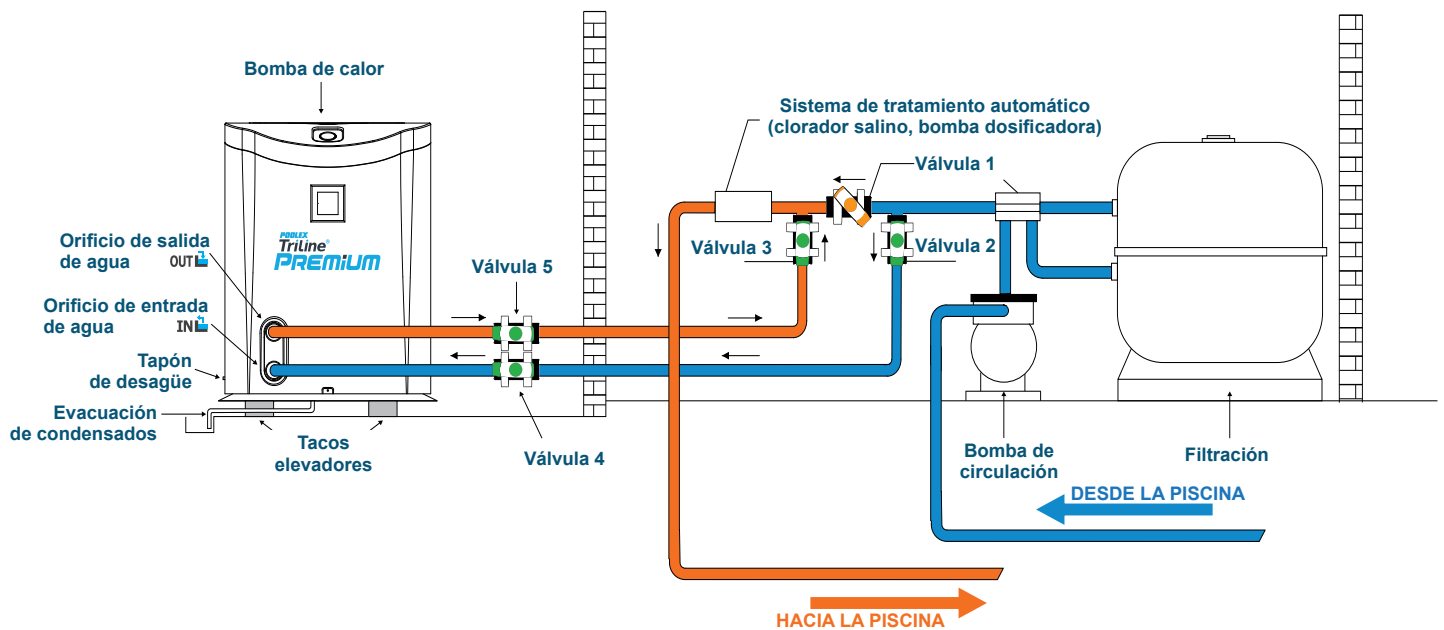 Bomba de calor
Sistema de tratamiento automático
(clorador salino, bomba dosificadora)
Válvula 1
POOLEX
TriLine®
PREMIUM
Orificio de salida
de agua OUT
Válvula 3
Válvula 2
Válvula 5
Orificio de entrada
de agua IN
Tapón
de desagüe
Evacuación
de condensados
Tacos
elevadores
Válvula 4
Bomba de
circulación
Filtración
DESDE LA PISCINA
HACIA LA PISCINA